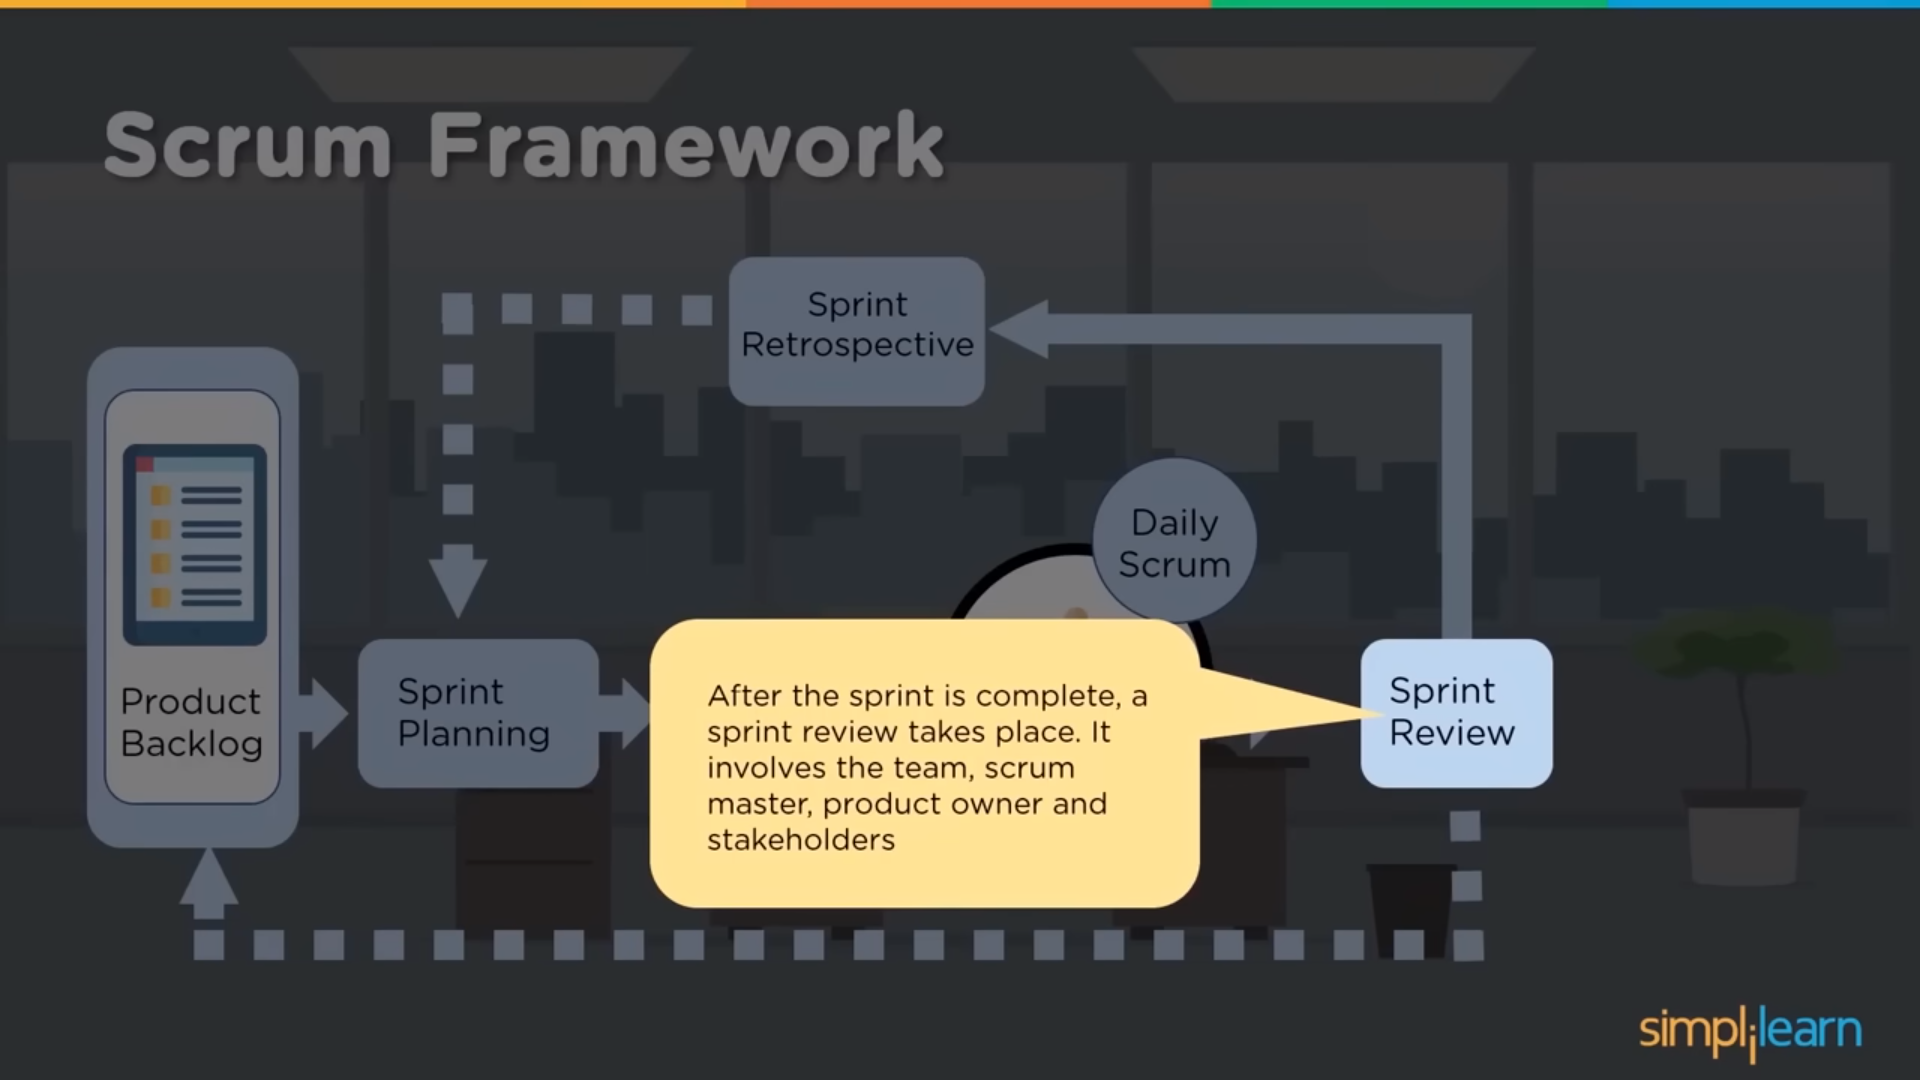 Scrum Framework
Sprint
Retrospective
Daily
Scrum
Product
Backlog
Sprint
Planning
After the sprint is complete, a
sprint review takes place. It
involves the team, scrum
master, product owner and
stakeholders
Sprint
Review
simplilearn